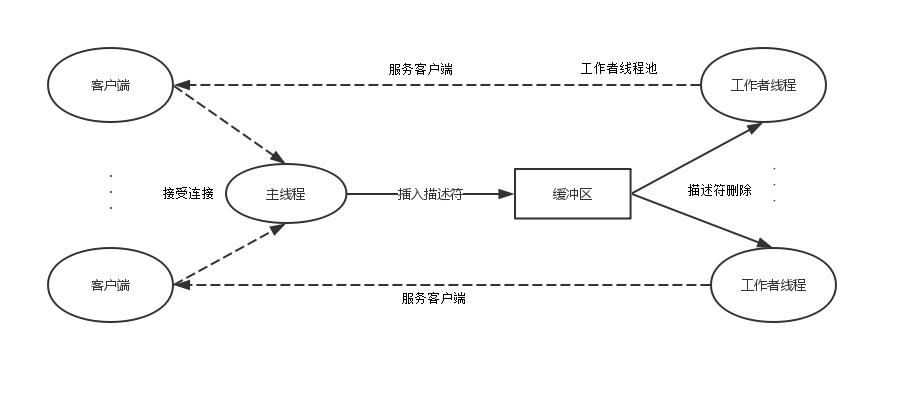 服务客户端
工作者线程池
客户端
工作者线程
接受连接
主线程
插入描述符
缓冲区
描述符删除
客户端
工作者线程
服务客户端